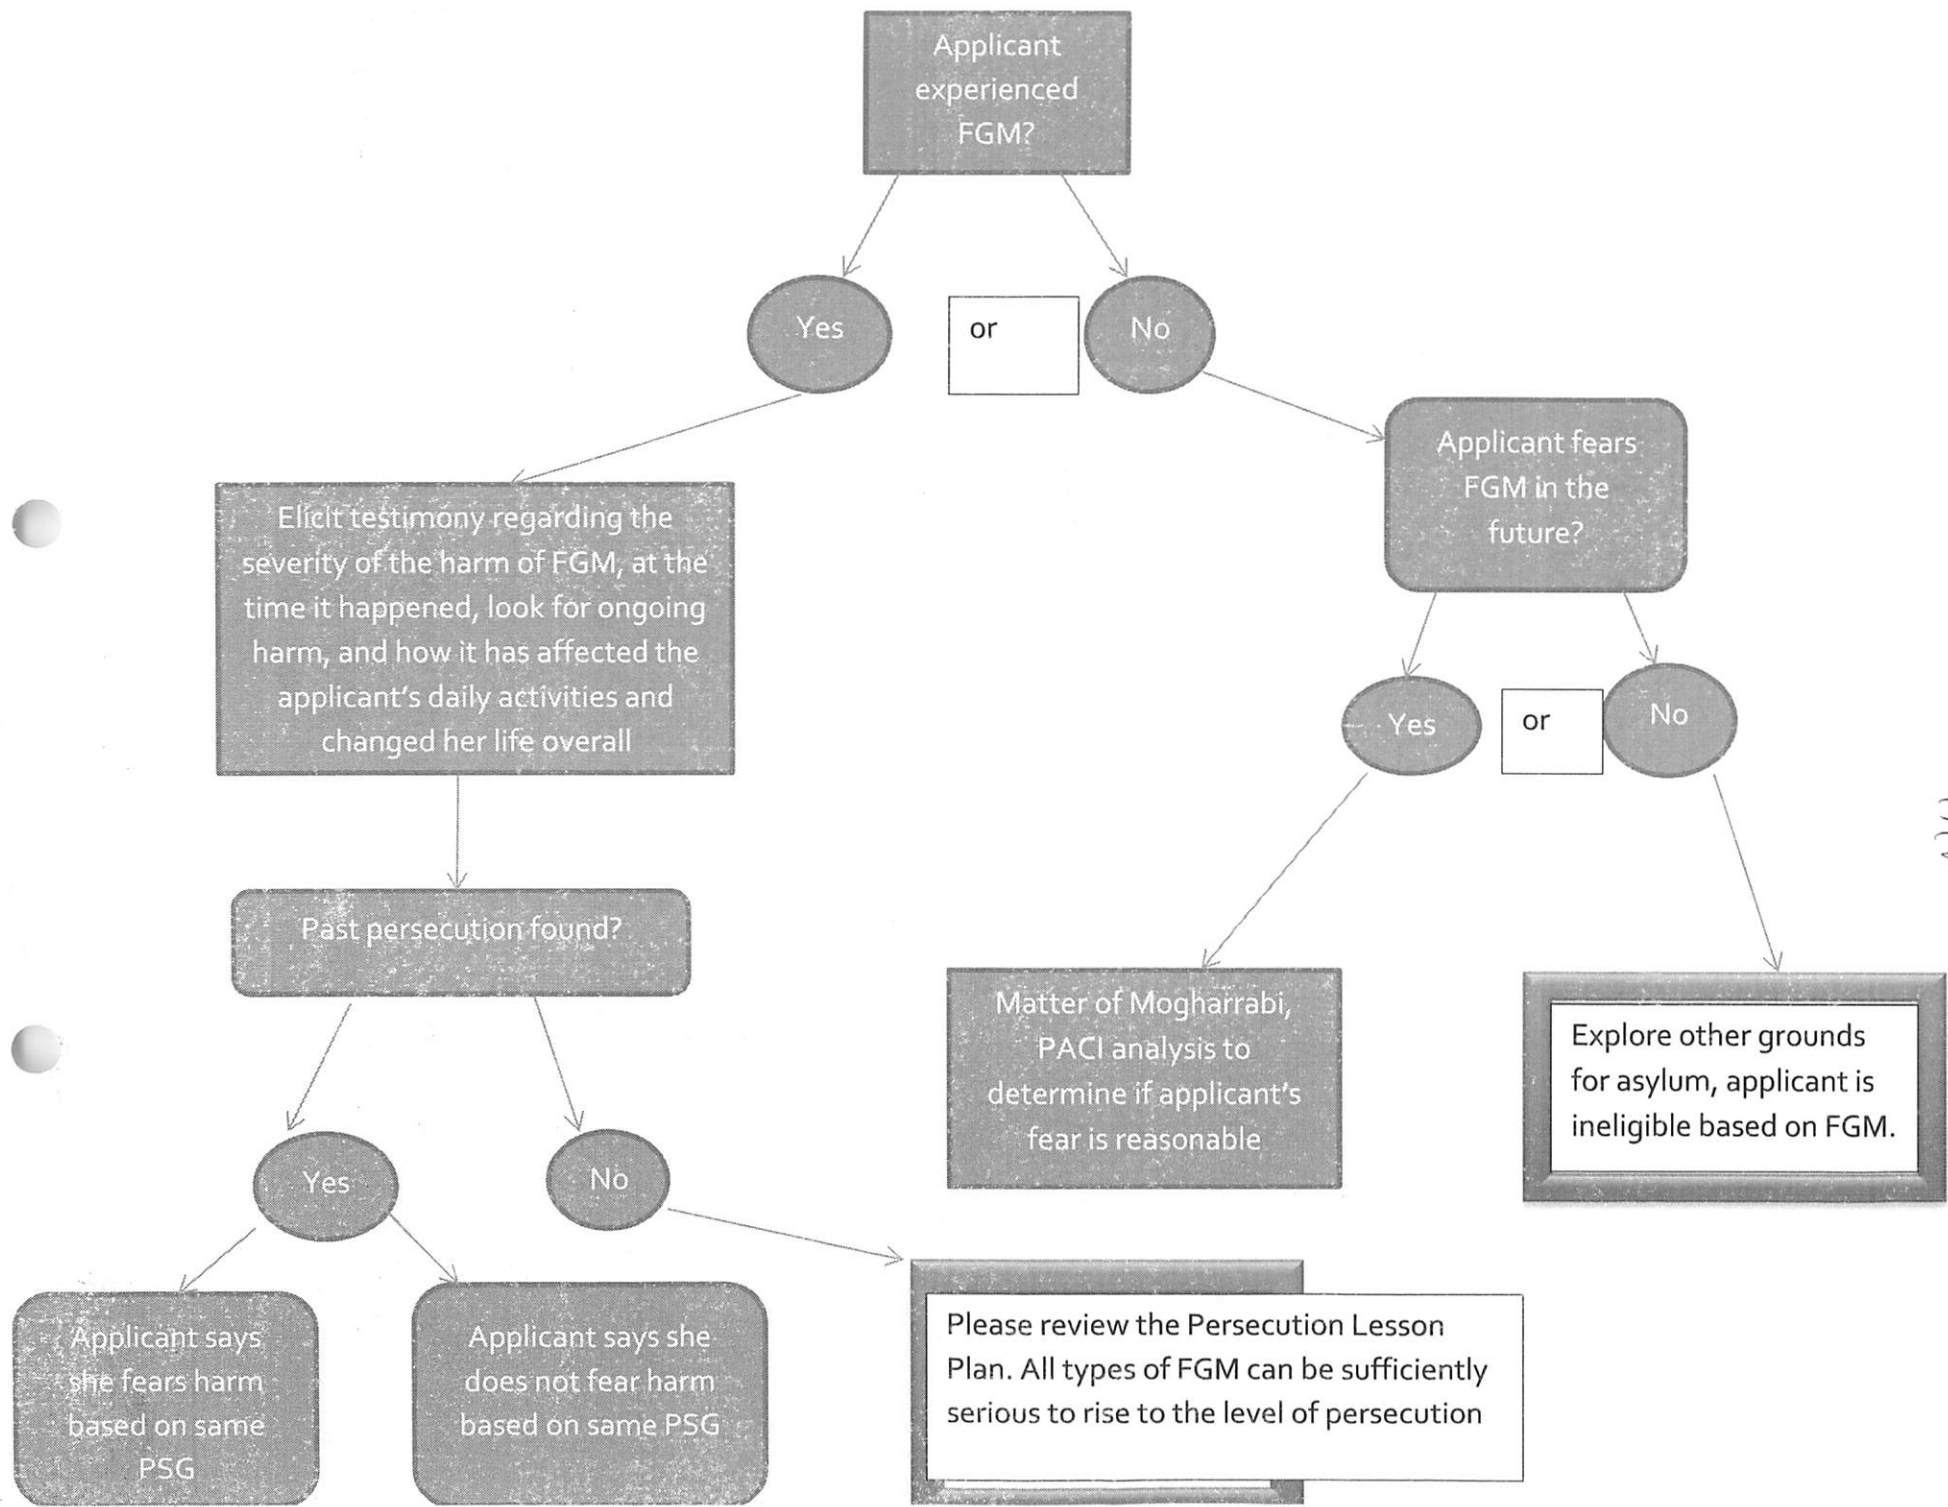 Applicant
experienced
FGM?
Yes
or
No
Applicant fears
FGM in the
future?
Elicit testimony regarding the
severity of the harm of FGM, at the
time it happened, look for ongoing
harm, and how it has affected the
applicant's daily activities and
changed her life overall
Yes
or
No
Past persecution found?
Matter of Mogharrabi,
PACI analysis to
determine if applicant's
fear is reasonable
Explore other grounds
for asylum, applicant is
ineligible based on FGM.
Yes
No
Applicant says
she fears harm
based on same
PSG
Applicant says she
does not fear harm
based on same PSG
Please review the Persecution Lesson
Plan. All types of FGM can be sufficiently
serious to rise to the level of persecution